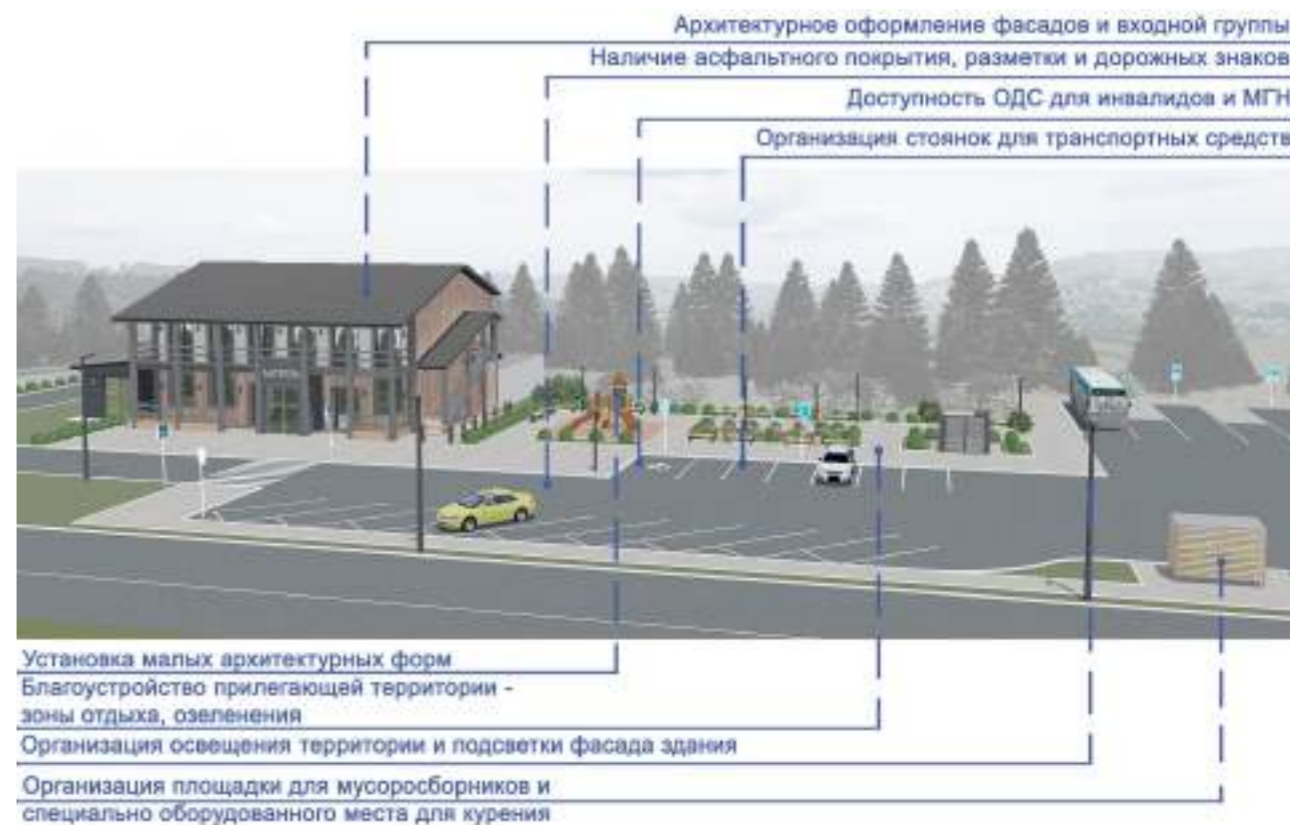 Архитектурное оформление фасадов и входной группы
Наличие асфальтного покрытия, разметки и дорожных знаков
Доступность ОДС для инвалидов и МГН
Организация стоянок для транспортных средств
Установка малых архитектурных форм
Благоустройство прилегающей территории -
зоны отдыха, озеленения
Организация освещения территории и подсветки фасада здания
Организация площадки для мусоросборников и
специально оборудованного места для курения